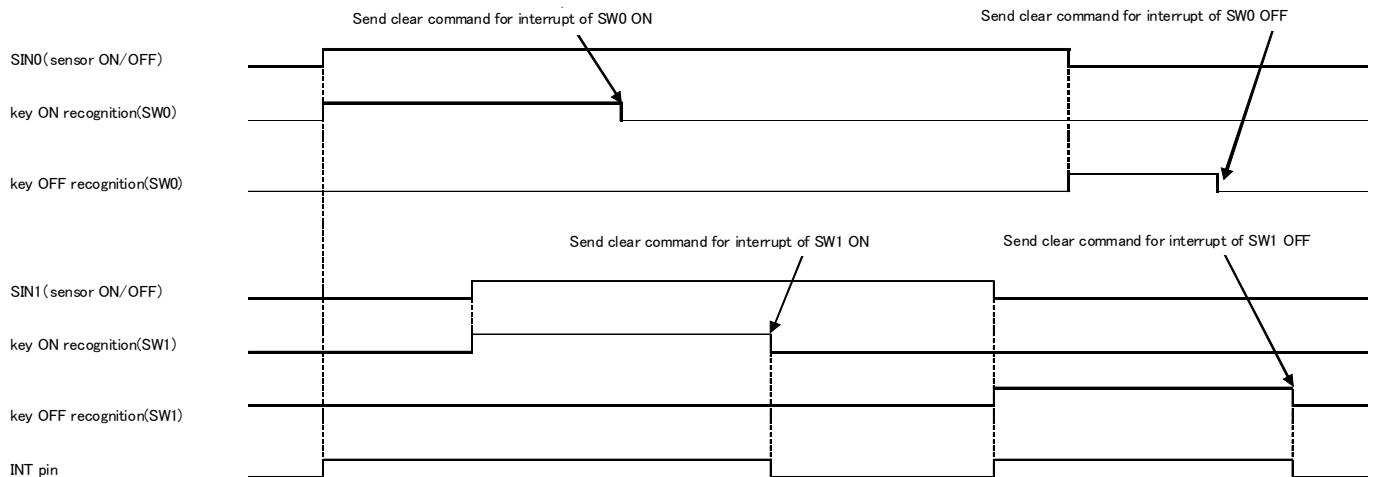 Send clear command for interrupt of SW0 ON
Send clear command for interrupt of SW0 OFF
SIN0(sensor ON/OFF)
key ON recognition(SW0)
key OFF recognition(SW0)
Send clear command for interrupt of SW1 ON
Send clear command for interrupt of SW1 OFF
SIN1(sensor ON/OFF)
key ON recognition(SW1)
key OFF recognition(SW1)
INT pin